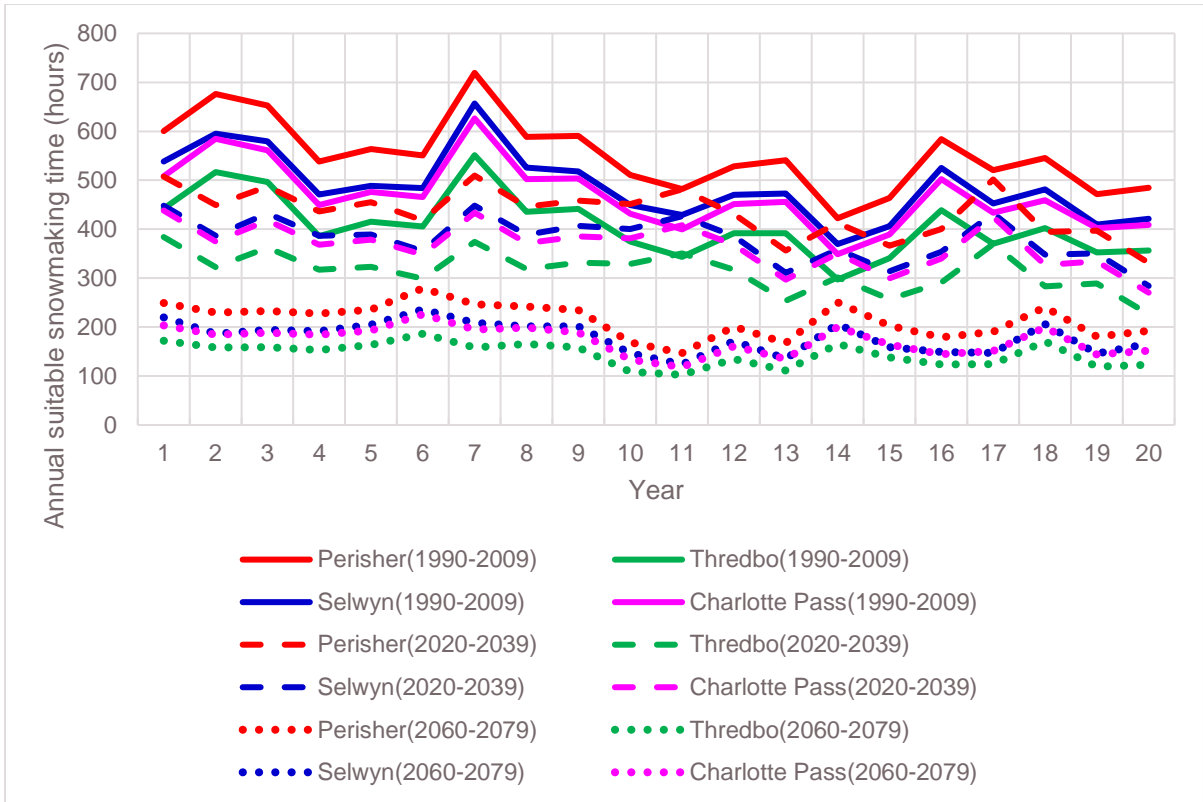 Annual suitable snowmaking time (hours)
800
700
600
500
400
300
200
100
0
1 2 3 4 5 6 7 8 9 10 11 12 13 14 15 16 17 18 19 20
Year
Perisher(1990-2009) Thredbo(1990-2009)
Selwyn(1990-2009) Charlotte Pass(1990-2009)
Perisher(2020-2039) Thredbo(2020-2039)
Selwyn(2020-2039) Charlotte Pass(2020-2039)
Perisher(2060-2079) Thredbo(2060-2079)
Selwyn(2060-2079) Charlotte Pass(2060-2079)